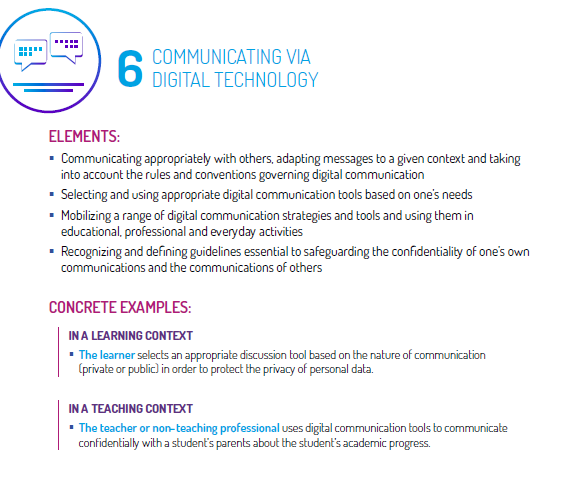 6 COMMUNICATING VIA
DIGITAL TECHNOLOGY
ELEMENTS:
▪ Communicating appropriately with others, adapting messages to a given context and taking
into account the rules and conventions governing digital communication
▪ Selecting and using appropriate digital communication tools based on one's needs
▪ Mobilizing a range of digital communication strategies and tools and using them in
educational, professional and everyday activities
▪ Recognizing and defining guidelines essential to safeguarding the confidentiality of one's own
communications and the communications of others
CONCRETE EXAMPLES:
IN A LEARNING CONTEXT
▪ The learner selects an appropriate discussion tool based on the nature of communication
(private or public) in order to protect the privacy of personal data.
IN A TEACHING CONTEXT
▪ The teacher or non-teaching professional uses digital communication tools to communicate
confidentially with a student's parents about the student's academic progress.